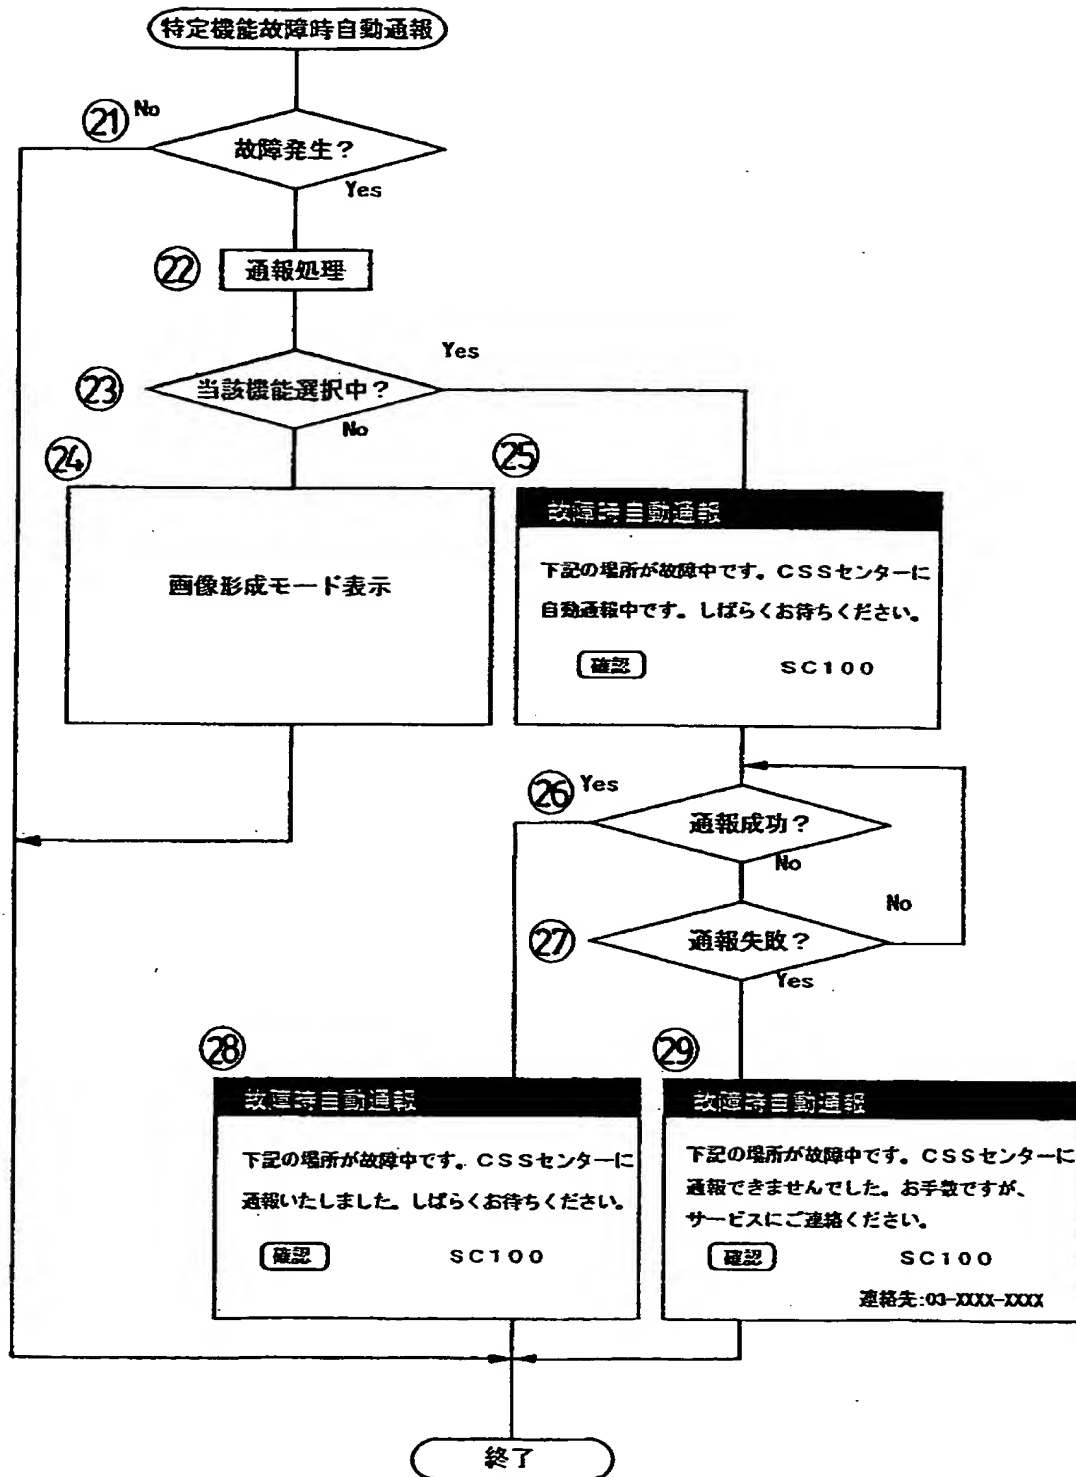 特定機能故障時自動通報
㉑ No
故障発生？
Yes
㉒ 通報処理
Yes
㉓ 当該機能選択中？
No
㉔
画像形成モード表示
㉕
故障時自動通報
下記の場所が故障中です。ＣＳＳセンターに
自動通報中です。しばらくお待ちください。
確認 ＳＣ１００
㉖ Yes
通報成功？
No
No
㉗ 通報失敗？
Yes
㉘
故障時自動通報
下記の場所が故障中です。ＣＳＳセンターに
通報いたしました。しばらくお待ちください。
確認 ＳＣ１００
㉙
故障時自動通報
下記の場所が故障中です。ＣＳＳセンターに
通報できませんでした。お手数ですが、
サービスにご連絡ください。
確認 ＳＣ１００
連絡先:03-XXXX-XXXX
終了